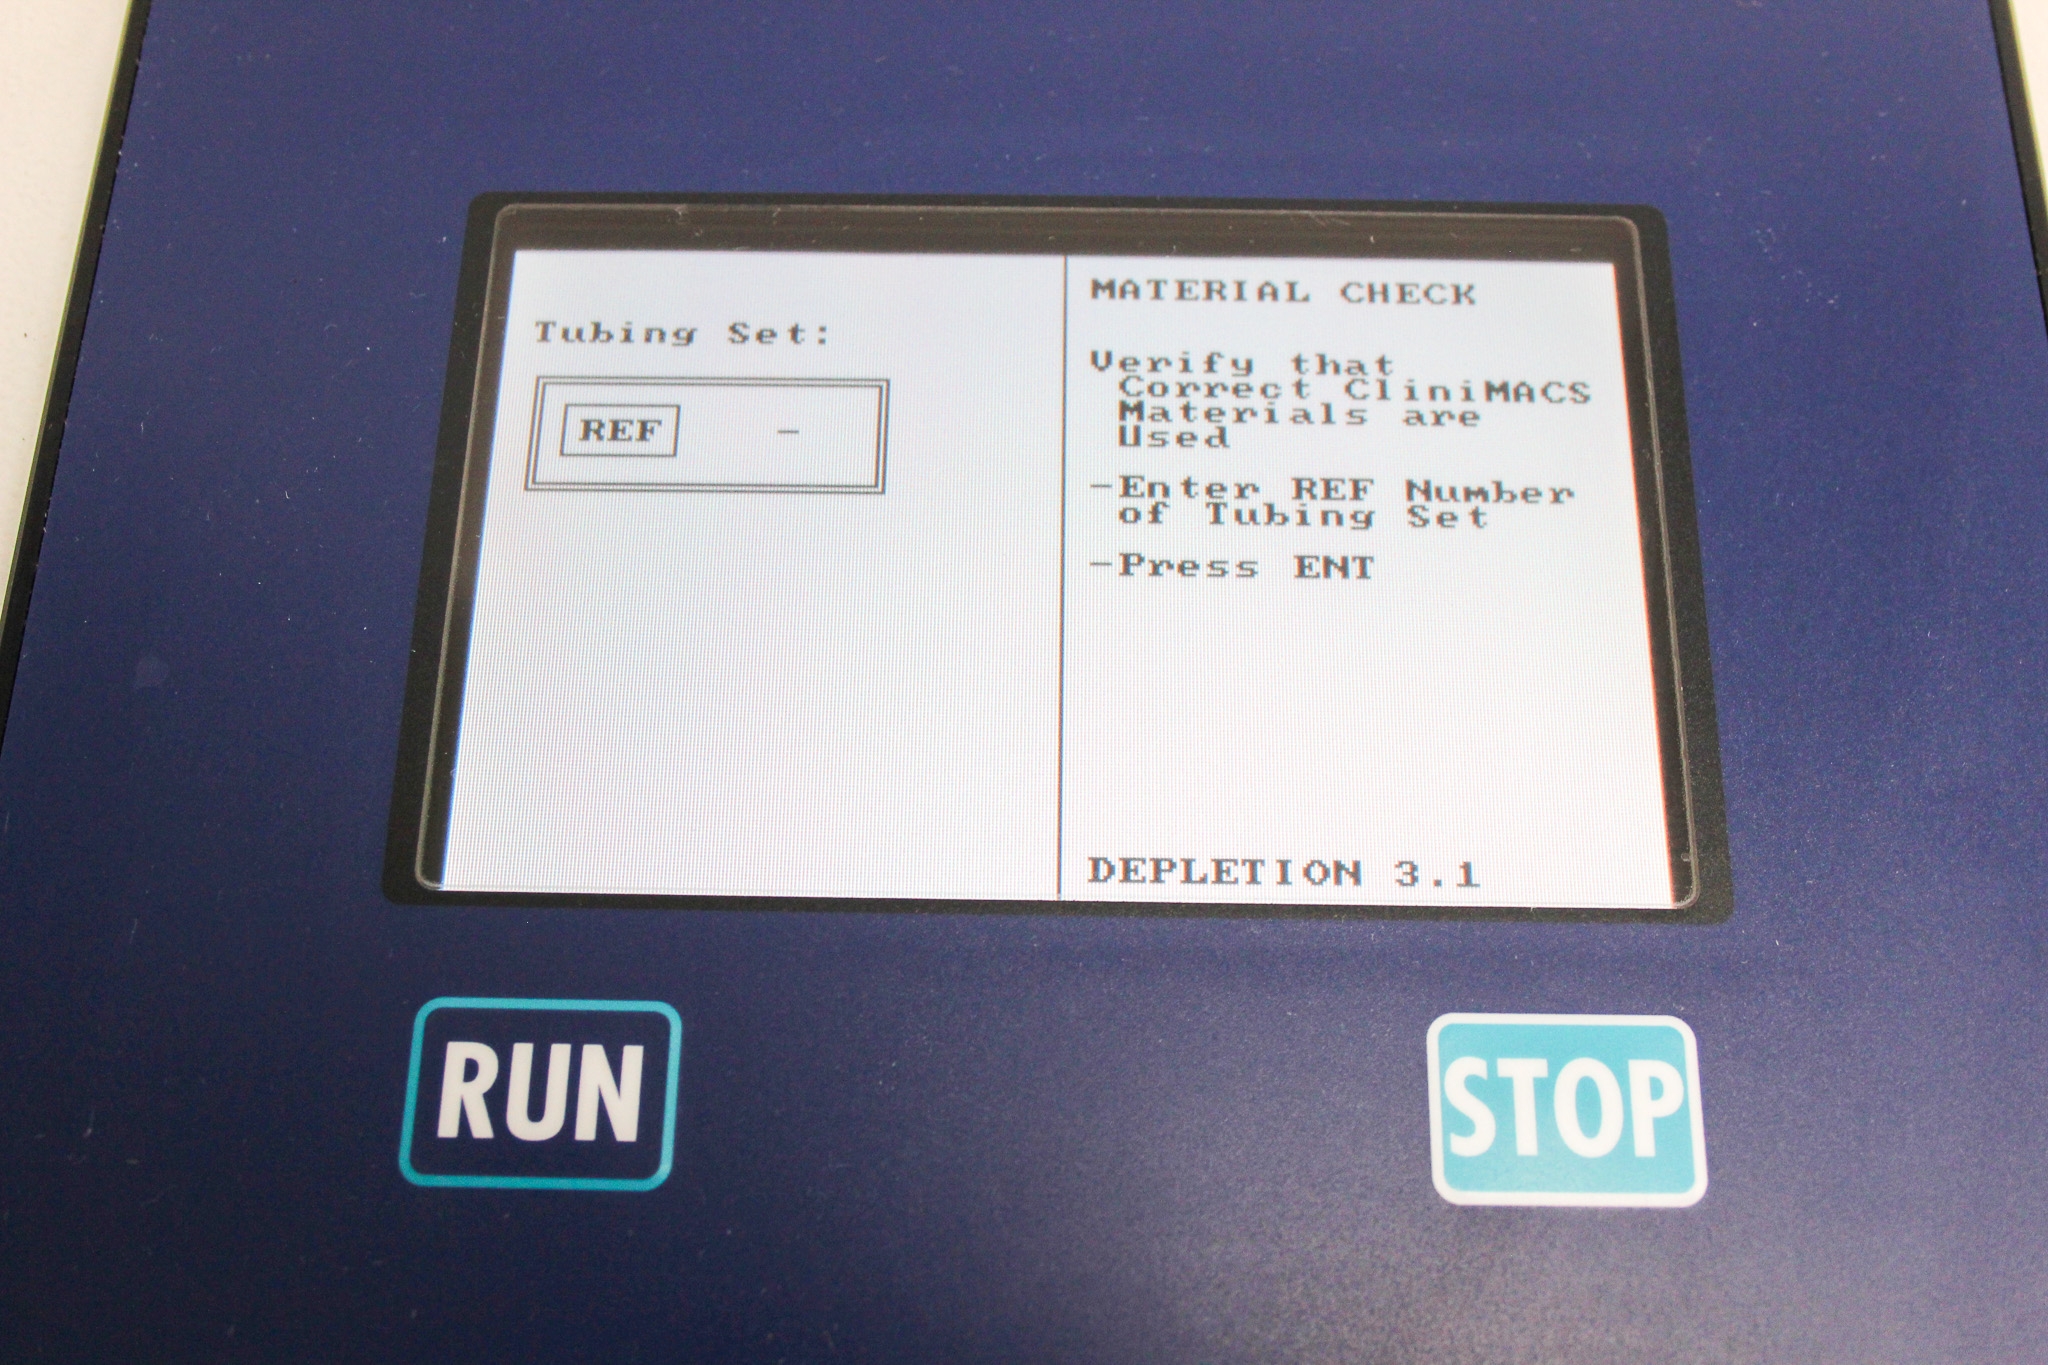 Tubing Set:
REF -
MATERIAL CHECK
Verify that
Correct CliniMACS
Materials are
Used
-Enter REF Number
of Tubing Set
-Press ENT
DEPLETION 3.1
RUN
STOP